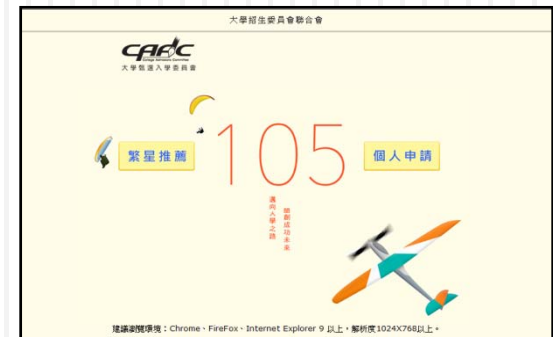 大學招生委員會聯合會
CAAC
大學甄選入學委員會
105
繁星推薦
個人申請
邁向入學之路
開創成功未來
建議瀏覽環境：Chrome、FireFox、Internet Explorer 9 以上，解析度1024X768以上。